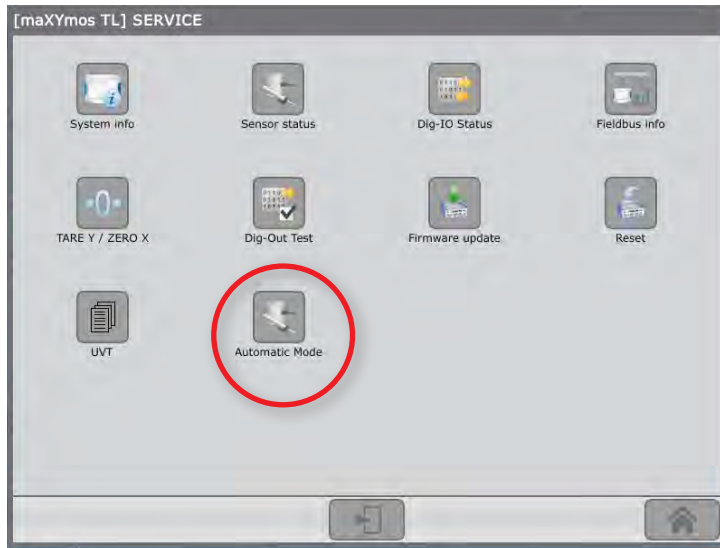 [maXYmos TL] SERVICE
System info
Sensor status
Dig-IO Status
Fieldbus info
TARE Y / ZERO X
Dig-Out Test
Firmware update
Reset
UVT
Automatic Mode